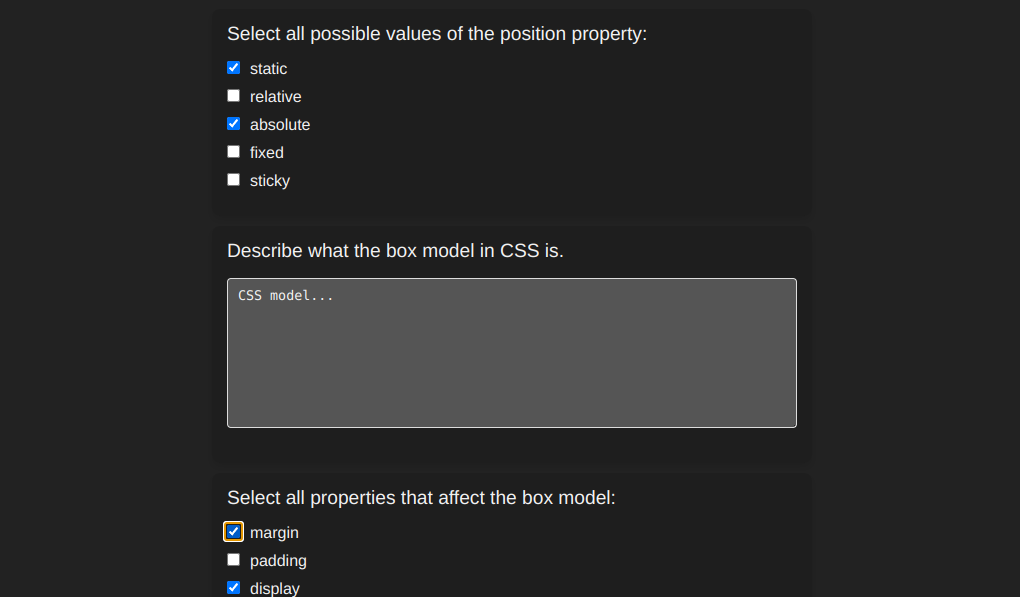 Select all possible values of the position property:
static
relative
absolute
fixed
sticky
Describe what the box model in CSS is.
CSS model...
Select all properties that affect the box model:
margin
padding
display